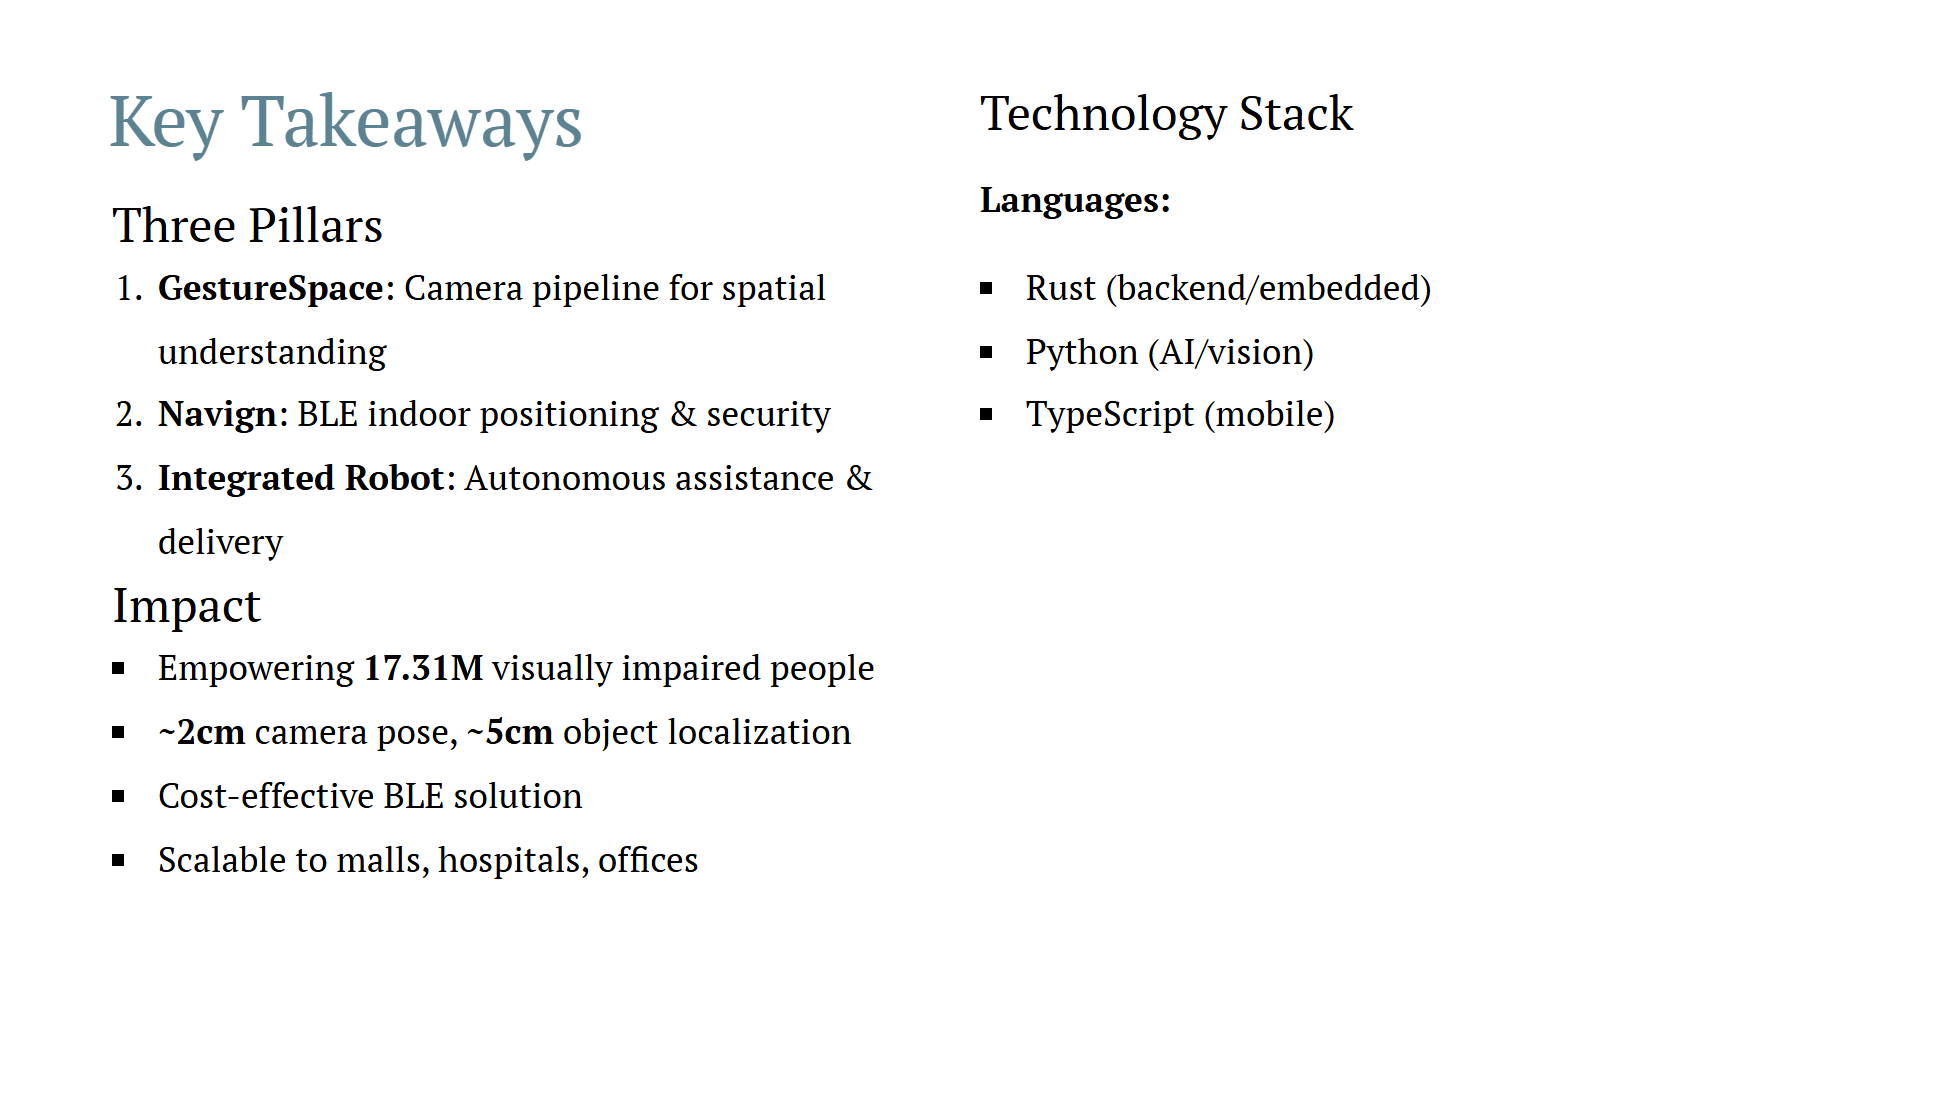 Key Takeaways
Three Pillars
1. GestureSpace: Camera pipeline for spatial
understanding
2. Navign: BLE indoor positioning & security
3. Integrated Robot: Autonomous assistance &
delivery
Impact
▪ Empowering 17.31M visually impaired people
▪ ~2cm camera pose, ~5cm object localization
▪ Cost-effective BLE solution
▪ Scalable to malls, hospitals, offices
Technology Stack
Languages:
▪ Rust (backend/embedded)
▪ Python (AI/vision)
▪ TypeScript (mobile)